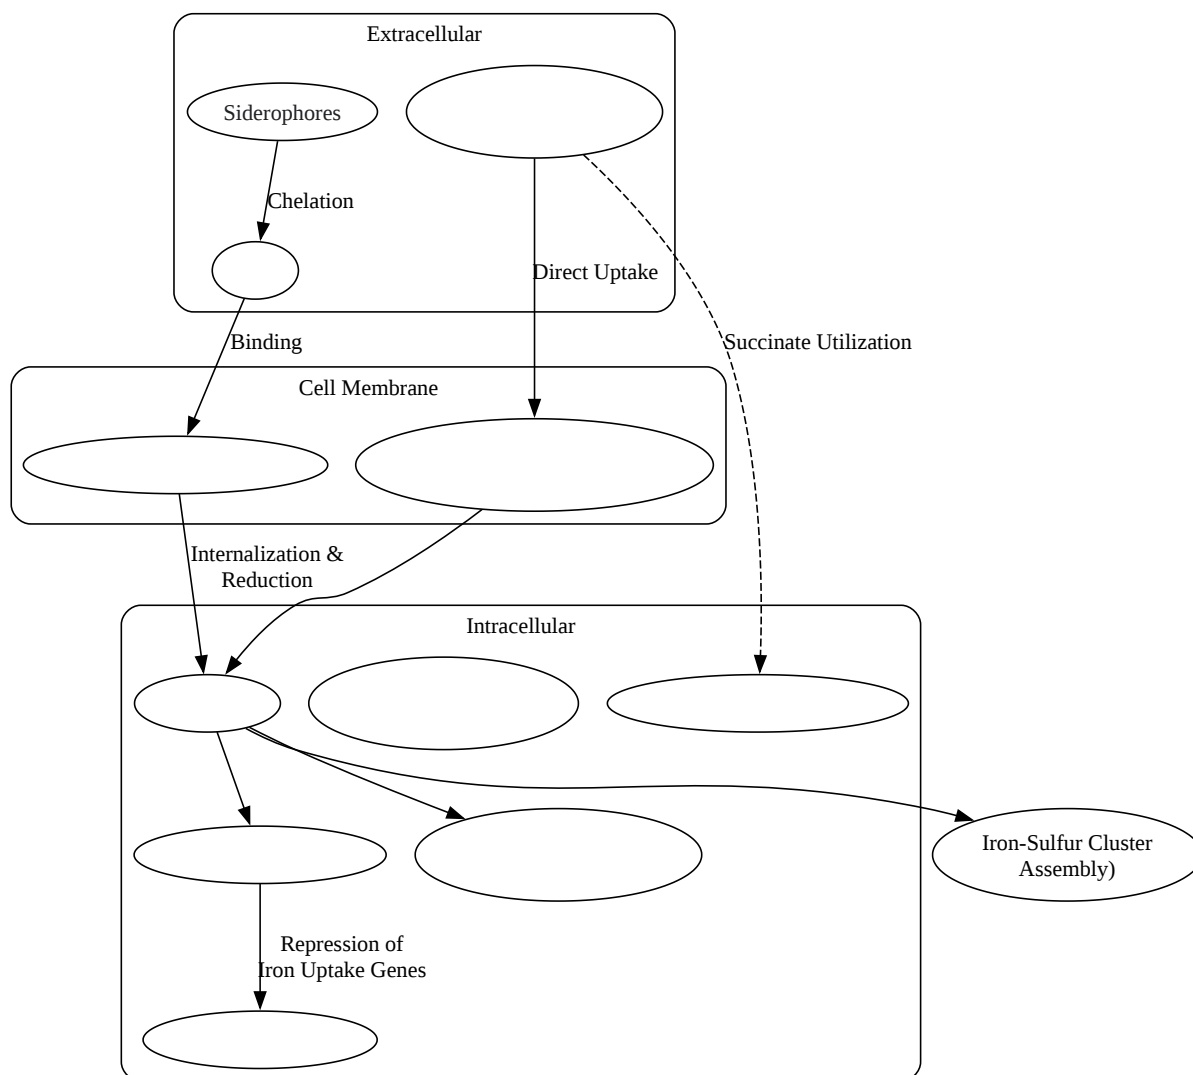 Extracellular
Siderophores
Chelation
Direct Uptake
Binding
Succinate Utilization
Cell Membrane
Internalization &
Reduction
Intracellular
Iron-Sulfur Cluster
Assembly)
Repression of
Iron Uptake Genes